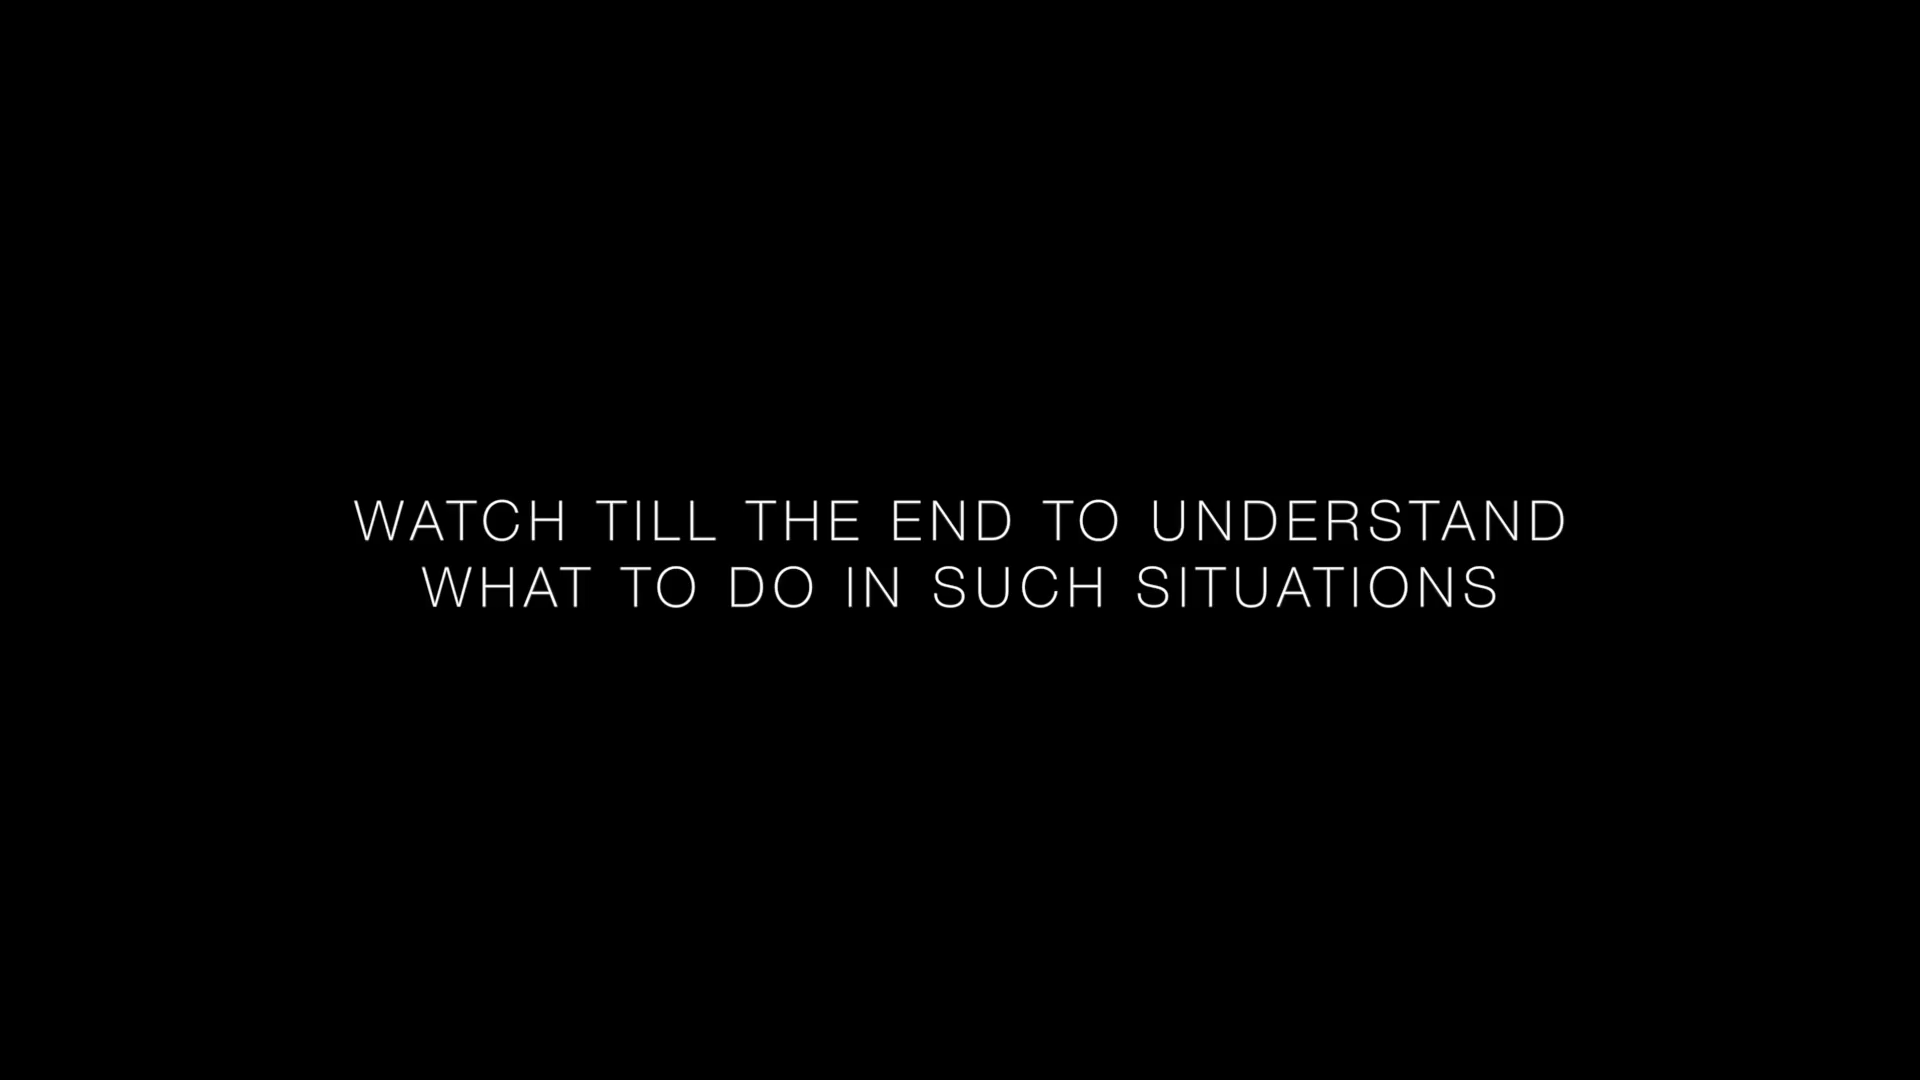 WATCH TILL THE END TO UNDERSTAND
WHAT TO DO IN SUCH SITUATIONS